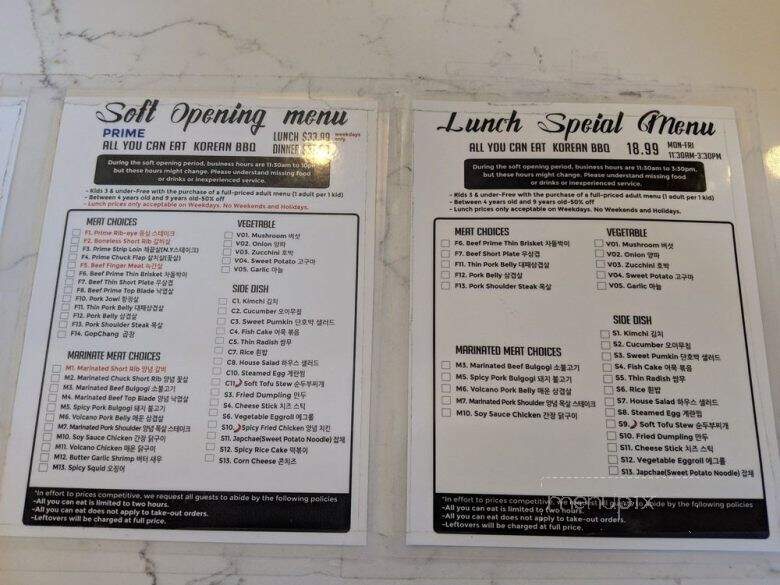 Soft Opening menu
PRIME
ALL YOU CAN EAT KOREAN BBQ
LUNCH $33.99 weekdays only
DINNER
During the soft opening period, business hours are 11:30am to 10pm
but these hours might change. Please understand missing food
or drinks or inexperienced service.
- Kids 3 & under-Free with the purchase of a full-priced adult menu (1 adult per 1 kid)
- Between 4 years old and 9 years old-50% off
- Lunch prices only acceptable on Weekdays. No Weekends and Holidays.
MEAT CHOICES
F1. Prime Rib-eye 등심 스테이크
F2. Boneless Short Rib 갈비살
F3. Prime Strip Loin 채끝살(N.Y스테이크)
F4. Prime Chuck Flap 살치살(꽃살)
F5. Beef Finger Meat 늑간살
F6. Beef Prime Thin Brisket 차돌박이
F7. Beef Thin Short Plate 우삼겹
F8. Beef Prime Top Blade 낙엽살
F10. Pork Jowl 항정살
F11. Thin Pork Belly 대패삼겹살
F12. Pork Belly 삼겹살
F13. Pork Shoulder Steak 목살
F14. GopChang 곱창
MARINATE MEAT CHOICES
M1. Marinated Short Rib 양념 갈비
M2. Marinated Chuck Short Rib 양념 꽃살
M3. Marinated Beef Bulgogi 소불고기
M4. Marinated Beef Top Blade 양념 낙엽살
M5. Spicy Pork Bulgogi 돼지 불고기
M6. Volcano Pork Belly 매운 삼겹살
M7. Marinated Pork Shoulder 양념 목살 스테이크
M10. Soy Sauce Chicken 간장 닭구이
M11. Volcano Chicken 매운 닭구이
M12. Butter Garlic Shrimp 버터 새우
M13. Spicy Squid 오징어
VEGETABLE
V01. Mushroom 버섯
V02. Onion 양파
V03. Zucchini 호박
V04. Sweet Potato 고구마
V05. Garlic 마늘
SIDE DISH
C1. Kimchi 김치
C2. Cucumber 오이무침
C3. Sweet Pumkin 단호박 샐러드
C4. Fish Cake 어묵 볶음
C5. Thin Radish 쌈무
C7. Rice 흰밥
C8. House Salad 하우스 샐러드
C10. Steamed Egg 계란찜
C11. Soft Tofu Stew 순두부찌개
S3. Fried Dumpling 만두
S4. Cheese Stick 치즈 스틱
S6. Vegetable Eggroll 에그롤
S10. Spicy Fried Chicken 양념 치킨
S11. Japchae(Sweet Potato Noodle) 잡채
S12. Spicy Rice Cake 떡볶이
S13. Corn Cheese 콘치즈
"In effort to prices competitive, we request all guests to abide by the following policies
-All you can eat is limited to two hours.
-All you can eat does not apply to take-out orders.
-Leftovers will be charged at full price.
Lunch Speial Menu
ALL YOU CAN EAT KOREAN BBQ 18.99 MON-FRI
11:30AM-3:30PM
During the soft opening period, business hours are 11:30am to 3:30pm,
but these hours might change. Please understand missing food
or drinks or inexperienced service.
- Kids 3 & under-Free with the purchase of a full-priced adult menu (1 adult per 1 kid)
- Between 4 years old and 9 years old-50% off
- Lunch prices only acceptable on Weekdays. No Weekends and Holidays.
MEAT CHOICES
F6. Beef Prime Thin Brisket 차돌박이
F7. Beef Short Plate 우삼겹
F11. Thin Pork Belly 대패삼겹살
F12. Pork Belly 삼겹살
F13. Pork Shoulder Steak 목살
MARINATED MEAT CHOICES
M3. Marinated Beef Bulgogi 소불고기
M5. Spicy Pork Bulgogi 돼지 불고기
M6. Volcano Pork Belly 매운 삼겹살
M7. Marinated Pork Shoulder 양념 목살 스테이크
M10. Soy Sauce Chicken 간장 닭구이
VEGETABLE
V01. Mushroom 버섯
V02. Onion 양파
V03. Zucchini 호박
V04. Sweet Potato 고구마
V05. Garlic 마늘
SIDE DISH
S1. Kimchi 김치
S2. Cucumber 오이무침
S3. Sweet Pumkin 단호박 샐러드
S4. Fish Cake 어묵 볶음
S5. Thin Radish 쌈무
S6. Rice 흰밥
S7. House Salad 하우스 샐러드
S8. Steamed Egg 계란찜
S9. Soft Tofu Stew 순두부찌개
S10. Fried Dumpling 만두
S11. Cheese Stick 치즈 스틱
S12. Vegetable Eggroll 에그롤
S13. Japchae(Sweet Potato Noodle) 잡채
"In effort to prices competitive, we request all guests to abide by the following policies
-All you can eat is limited to two hours.
-All you can eat does not apply to take-out orders.
-Leftovers will be charged at full price.
menupix